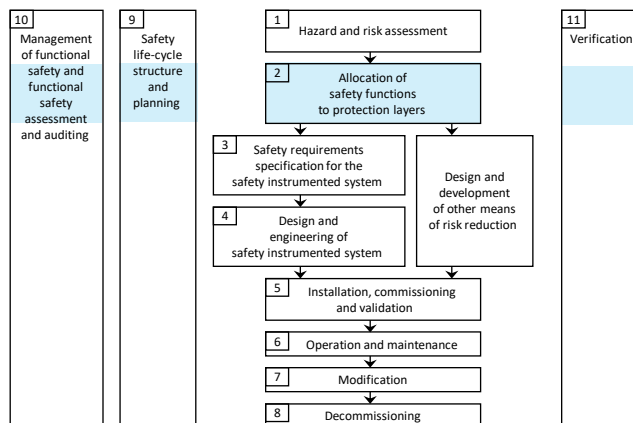 10
Management
of functional
safety and
functional
safety
assessment
and auditing
9
Safety
life-cycle
structure
and
planning
1
Hazard and risk assessment
2
Allocation of
safety functions
to protection layers
3
Safety requirements
specification for the
safety instrumented system
4
Design and
engineering of
safety instrumented system
Design and
development
of other means
of risk reduction
5
Installation, commissioning
and validation
6
Operation and maintenance
7
Modification
8
Decommissioning
11
Verification